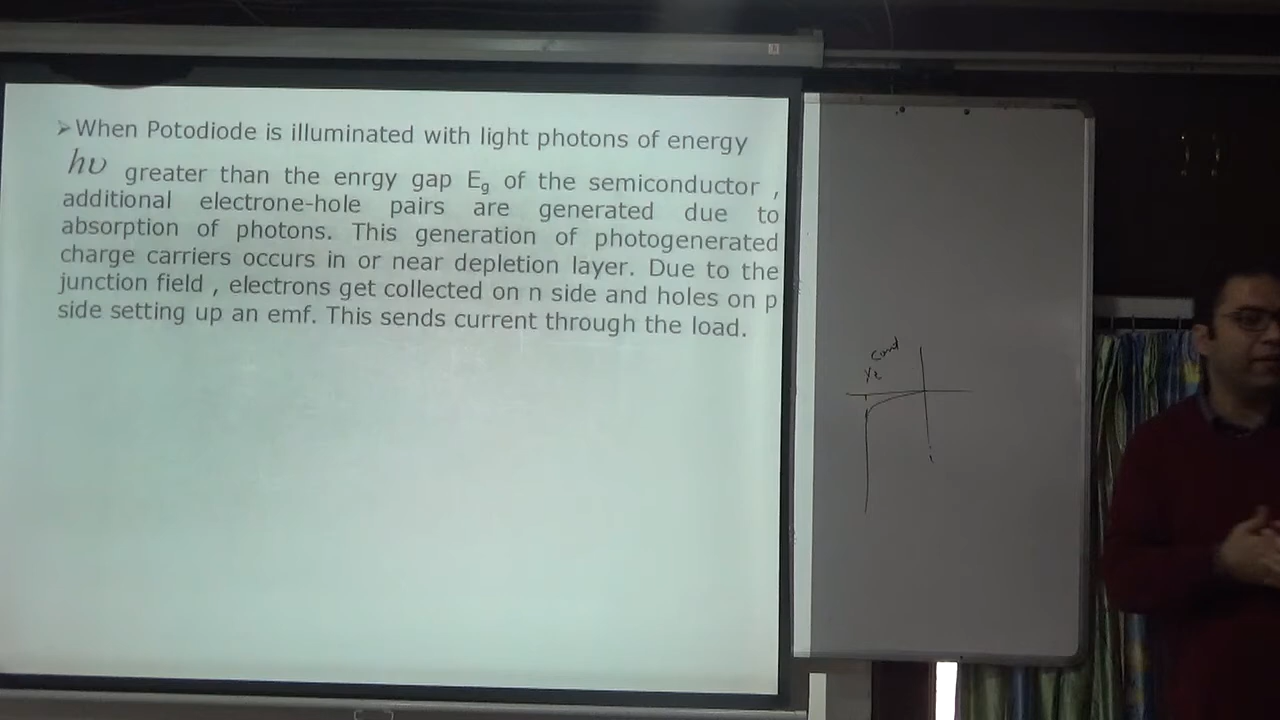 ➢When Potodiode is illuminated with light photons of energy
hυ greater than the enrgy gap Eg of the semiconductor ,
additional electrone-hole pairs are generated due to
absorption of photons. This generation of photogenerated
charge carriers occurs in or near depletion layer. Due to the
junction field , electrons get collected on n side and holes on p
side setting up an emf. This sends current through the load.